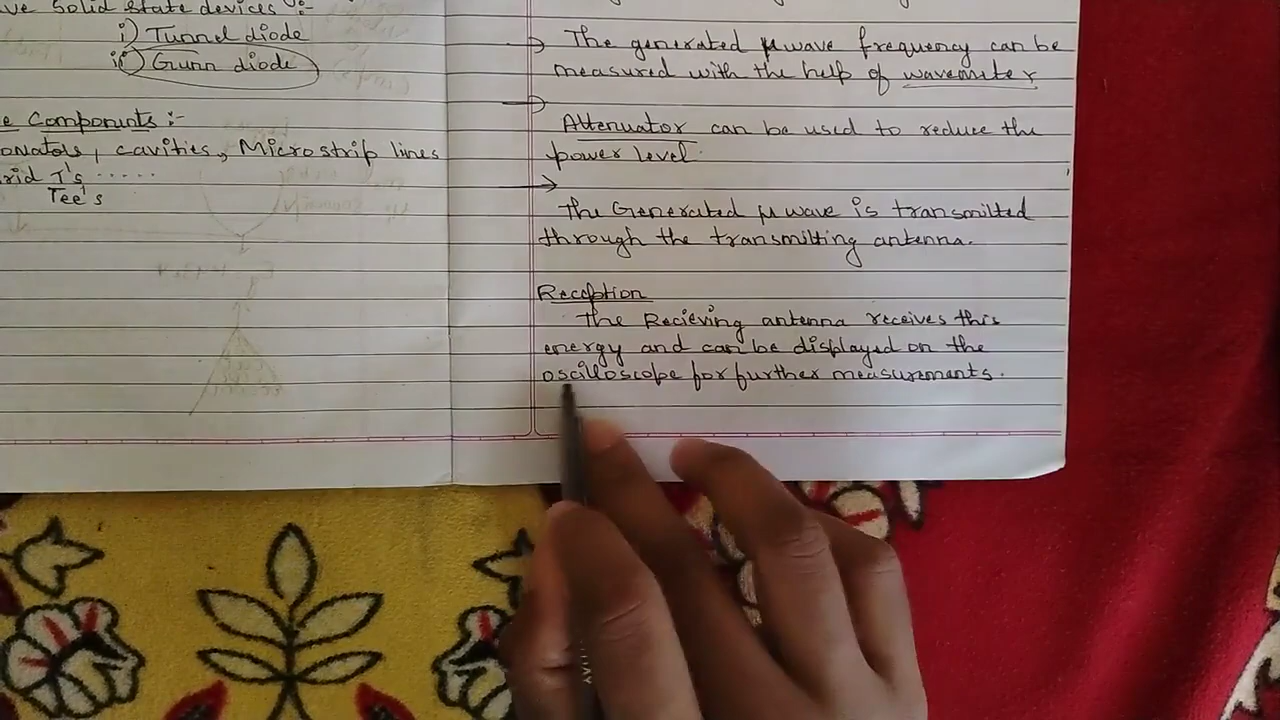 ve Solid State devices :-
i) Tunnel diode
ii) Gunn diode
e Components :-
onators, cavities, Microstrip lines
rid T's .....
Tee's
The generated μwave frequency can be
measured with the help of wavemeter
Attenuator can be used to reduce the
power level.
The Generated μwave is transmitted
through the transmitting antenna.
Reception
The Recieving antenna receives this
energy and can be displayed on the
oscilloscope for further measurements.